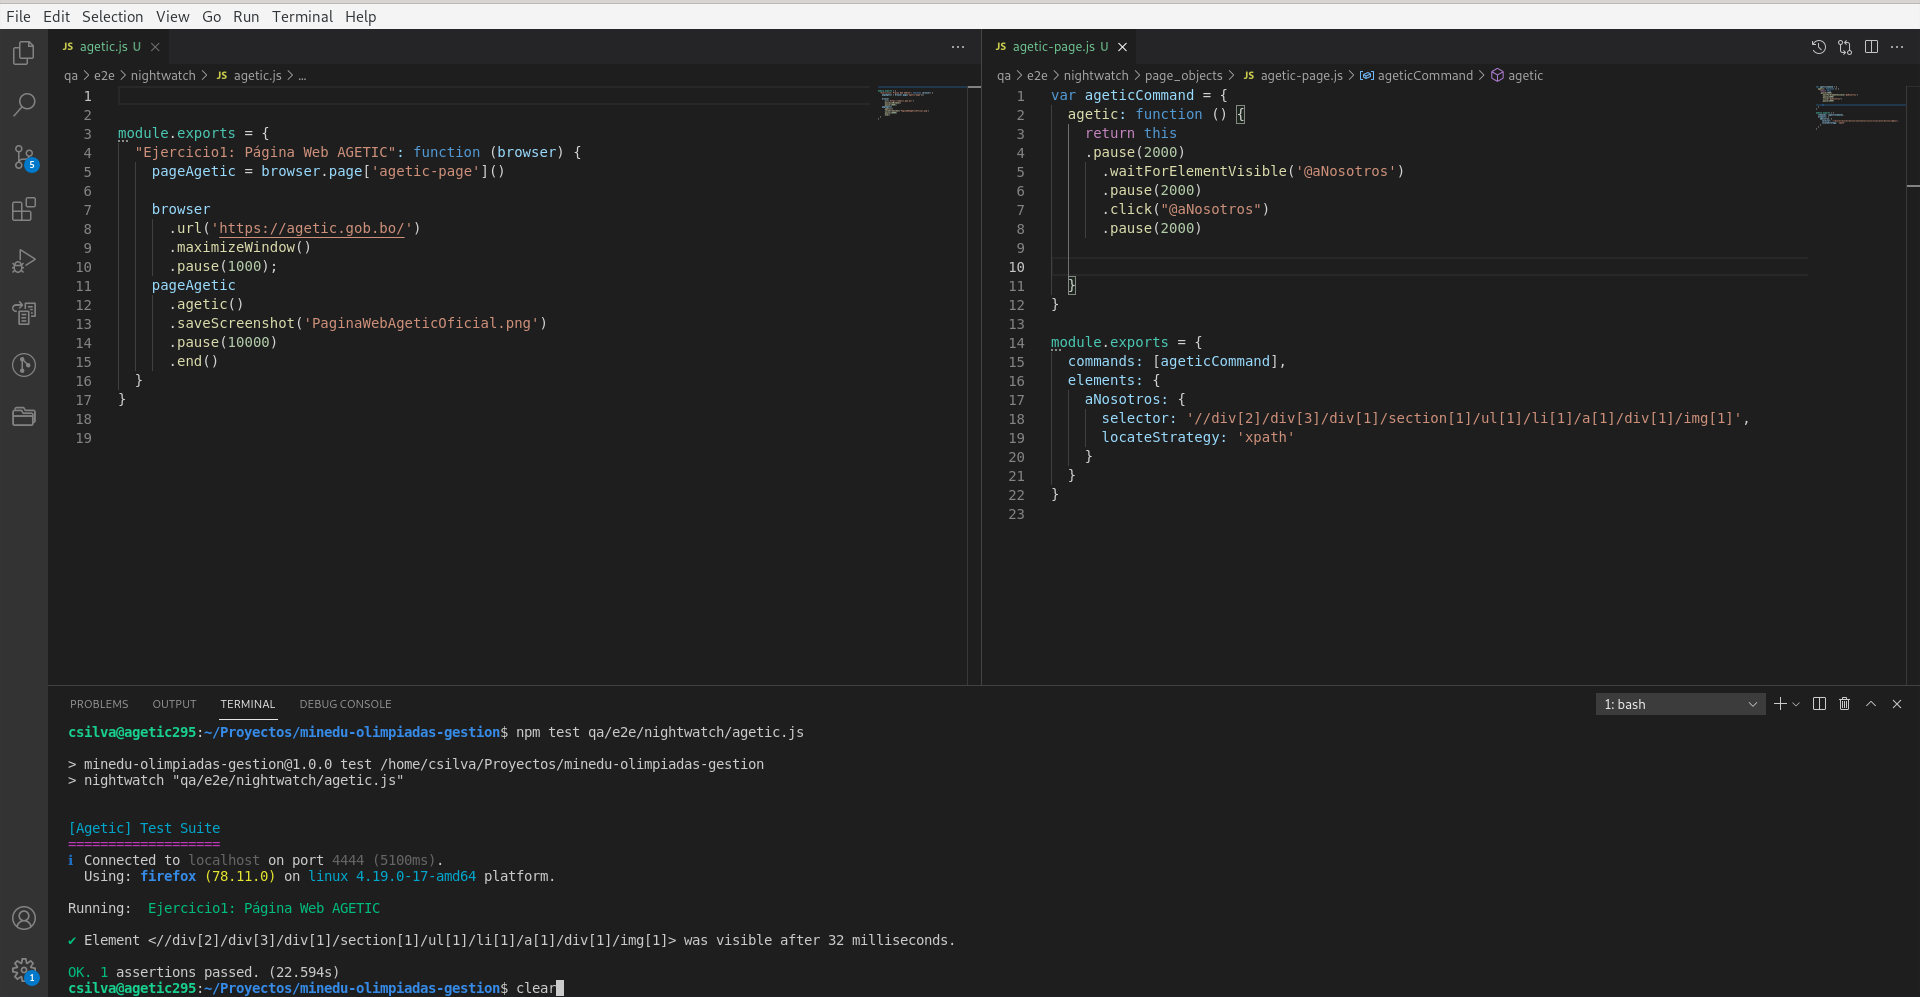 File Edit Selection View Go Run Terminal Help
JS agetic.js U
qa > e2e > nightwatch > JS agetic.js > ...
1
2
3 module.exports = {
4 "Ejercicio1: Página Web AGETIC": function (browser) {
5 pageAgetic = browser.page['agetic-page']()
6
7 browser
8 .url('https://agetic.gob.bo/')
9 .maximizeWindow()
10 .pause(1000);
11 pageAgetic
12 .agetic()
13 .saveScreenshot('PaginaWebAgeticOficial.png')
14 .pause(10000)
15 .end()
16 }
17 }
18
19
JS agetic-page.js U
qa > e2e > nightwatch > page_objects > JS agetic-page.js > ageticCommand > agetic
1 var ageticCommand = {
2 agetic: function () {
3 return this
4 .pause(2000)
5 .waitForElementVisible('@aNosotros')
6 .pause(2000)
7 .click("@aNosotros")
8 .pause(2000)
9
10
11 }
12 }
13
14 module.exports = {
15 commands: [ageticCommand],
16 elements: {
17 aNosotros: {
18 selector: '//div[2]/div[3]/div[1]/section[1]/ul[1]/li[1]/a[1]/div[1]/img[1]',
19 locateStrategy: 'xpath'
20 }
21 }
22 }
23
5
1
PROBLEMS OUTPUT TERMINAL DEBUG CONSOLE 1: bash
csilva@agetic295:~/Proyectos/minedu-olimpiadas-gestion$ npm test qa/e2e/nightwatch/agetic.js
> minedu-olimpiadas-gestion@1.0.0 test /home/csilva/Proyectos/minedu-olimpiadas-gestion
> nightwatch "qa/e2e/nightwatch/agetic.js"
[Agetic] Test Suite
===================
ℹ Connected to localhost on port 4444 (5100ms).
Using: firefox (78.11.0) on linux 4.19.0-17-amd64 platform.
Running: Ejercicio1: Página Web AGETIC
✔ Element <//div[2]/div[3]/div[1]/section[1]/ul[1]/li[1]/a[1]/div[1]/img[1]> was visible after 32 milliseconds.
OK. 1 assertions passed. (22.594s)
csilva@agetic295:~/Proyectos/minedu-olimpiadas-gestion$ clear